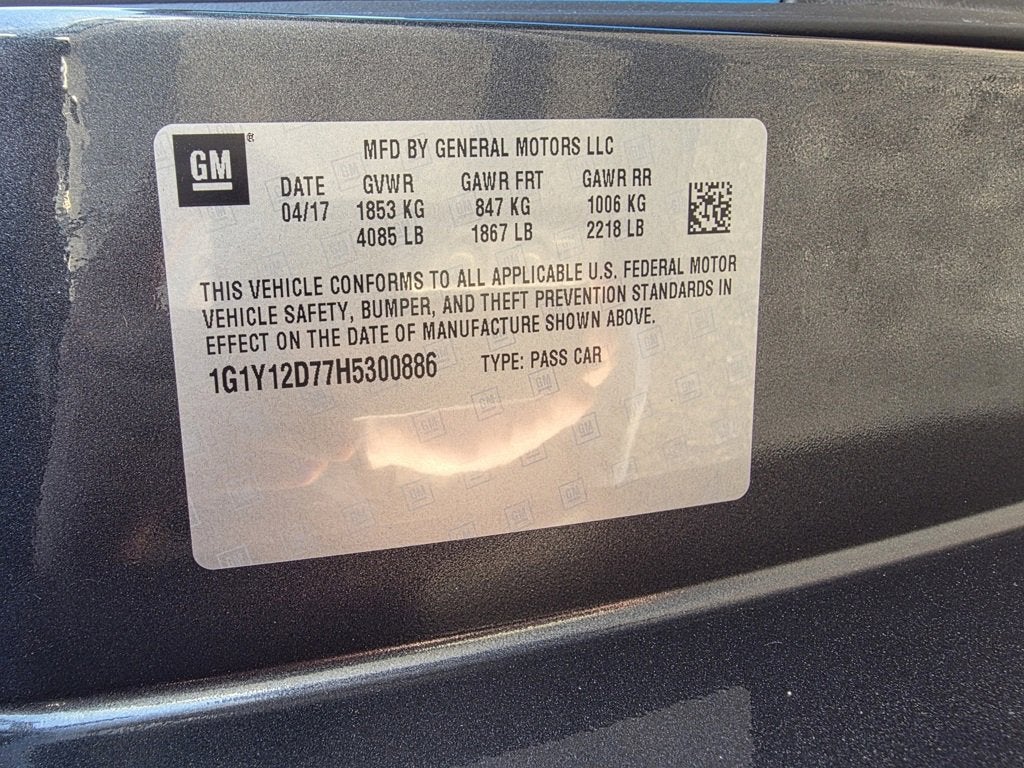 GM ®
MFD BY GENERAL MOTORS LLC
DATE GVWR GAWR FRT GAWR RR
04/17 1853 KG 847 KG 1006 KG
4085 LB 1867 LB 2218 LB
THIS VEHICLE CONFORMS TO ALL APPLICABLE U.S. FEDERAL MOTOR
VEHICLE SAFETY, BUMPER, AND THEFT PREVENTION STANDARDS IN
EFFECT ON THE DATE OF MANUFACTURE SHOWN ABOVE.
1G1Y12D77H5300886 TYPE: PASS CAR